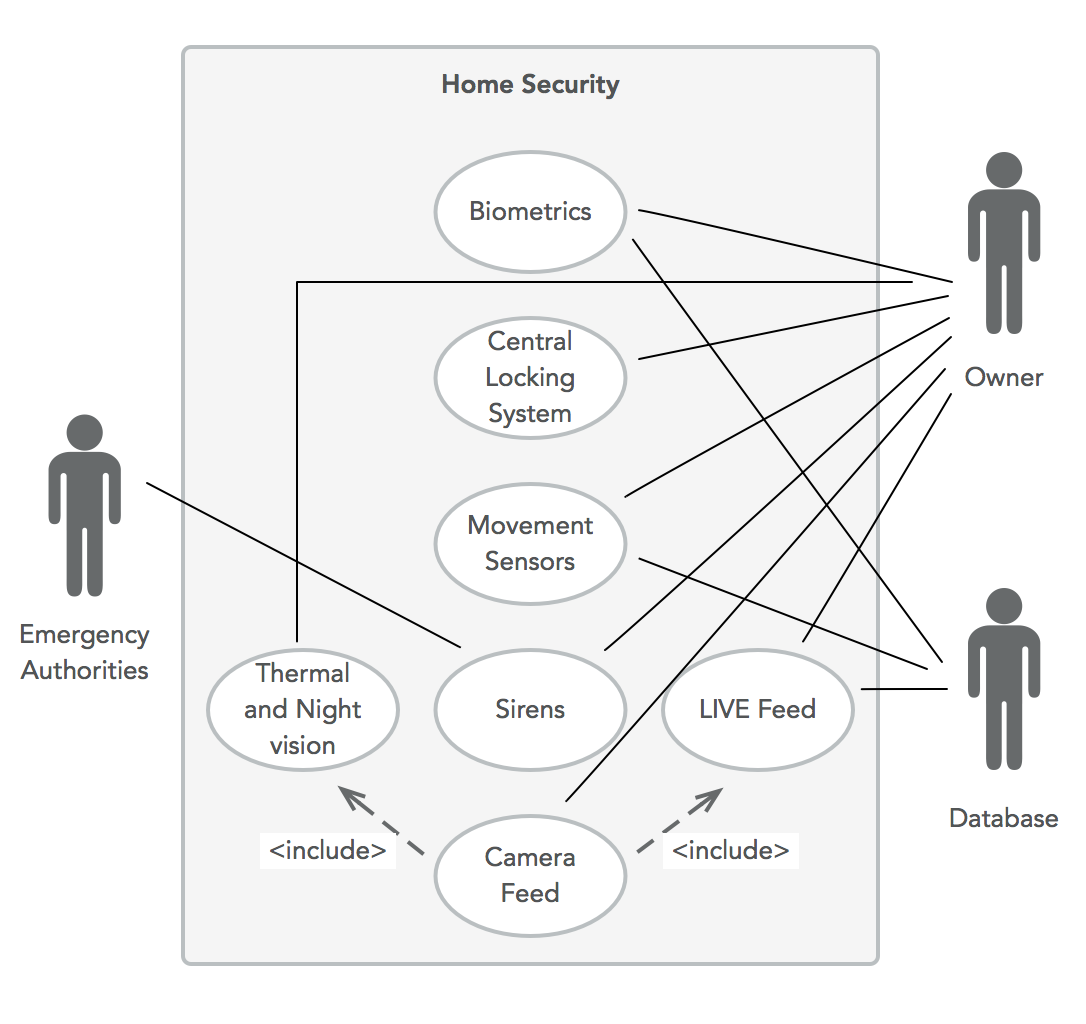 Home Security
Biometrics
Central
Locking
System
Owner
Movement
Sensors
Emergency
Authorities
Thermal
and Night
vision
Sirens
LIVE Feed
Database
<include>
<include>
Camera
Feed